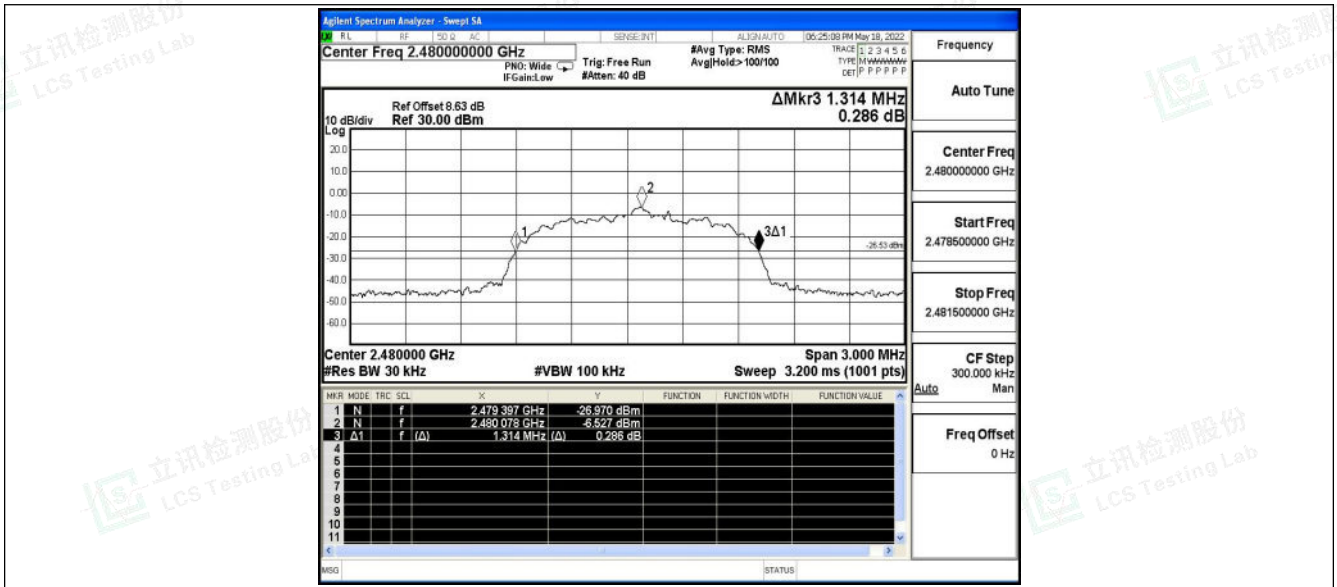 Agilent Spectrum Analyzer - Swept SA
LXI RL RF 50 Ω AC SENSE:INT ALIGNAUTO 06:25:08 PM May 18, 2022
Center Freq 2.480000000 GHz
PNO: Wide
IFGain:Low
Trig: Free Run
#Atten: 40 dB
#Avg Type: RMS
Avg|Hold:>100/100
TRACE 1 2 3 4 5 6
TYPE M W W W W W
DET P P P P P P
Ref Offset 8.63 dB
10 dB/div Ref 30.00 dBm
Log
ΔMkr3 1.314 MHz
0.286 dB
20.0
10.0
0.00
-10.0
-20.0
-30.0
-40.0
-50.0
-60.0
1
2
3Δ1
-26.53 dBm
Center 2.480000 GHz Span 3.000 MHz
#Res BW 30 kHz #VBW 100 kHz Sweep 3.200 ms (1001 pts)
MKR MODE TRC SCL X Y FUNCTION FUNCTION WIDTH FUNCTION VALUE
1 N f 2.479 397 GHz -26.970 dBm
2 N f 2.480 078 GHz -6.527 dBm
3 Δ1 f (Δ) 1.314 MHz (Δ) 0.286 dB
4
5
6
7
8
9
10
11
MSG STATUS
Frequency
Auto Tune
Center Freq
2.480000000 GHz
Start Freq
2.478500000 GHz
Stop Freq
2.481500000 GHz
CF Step
300.000 kHz
Auto Man
Freq Offset
0 Hz
立讯检测股份
LCS Testing Lab
立讯检测股份
LCS Testing Lab
立讯检测股份
LCS Testing Lab
立讯检测股份
LCS Testing Lab